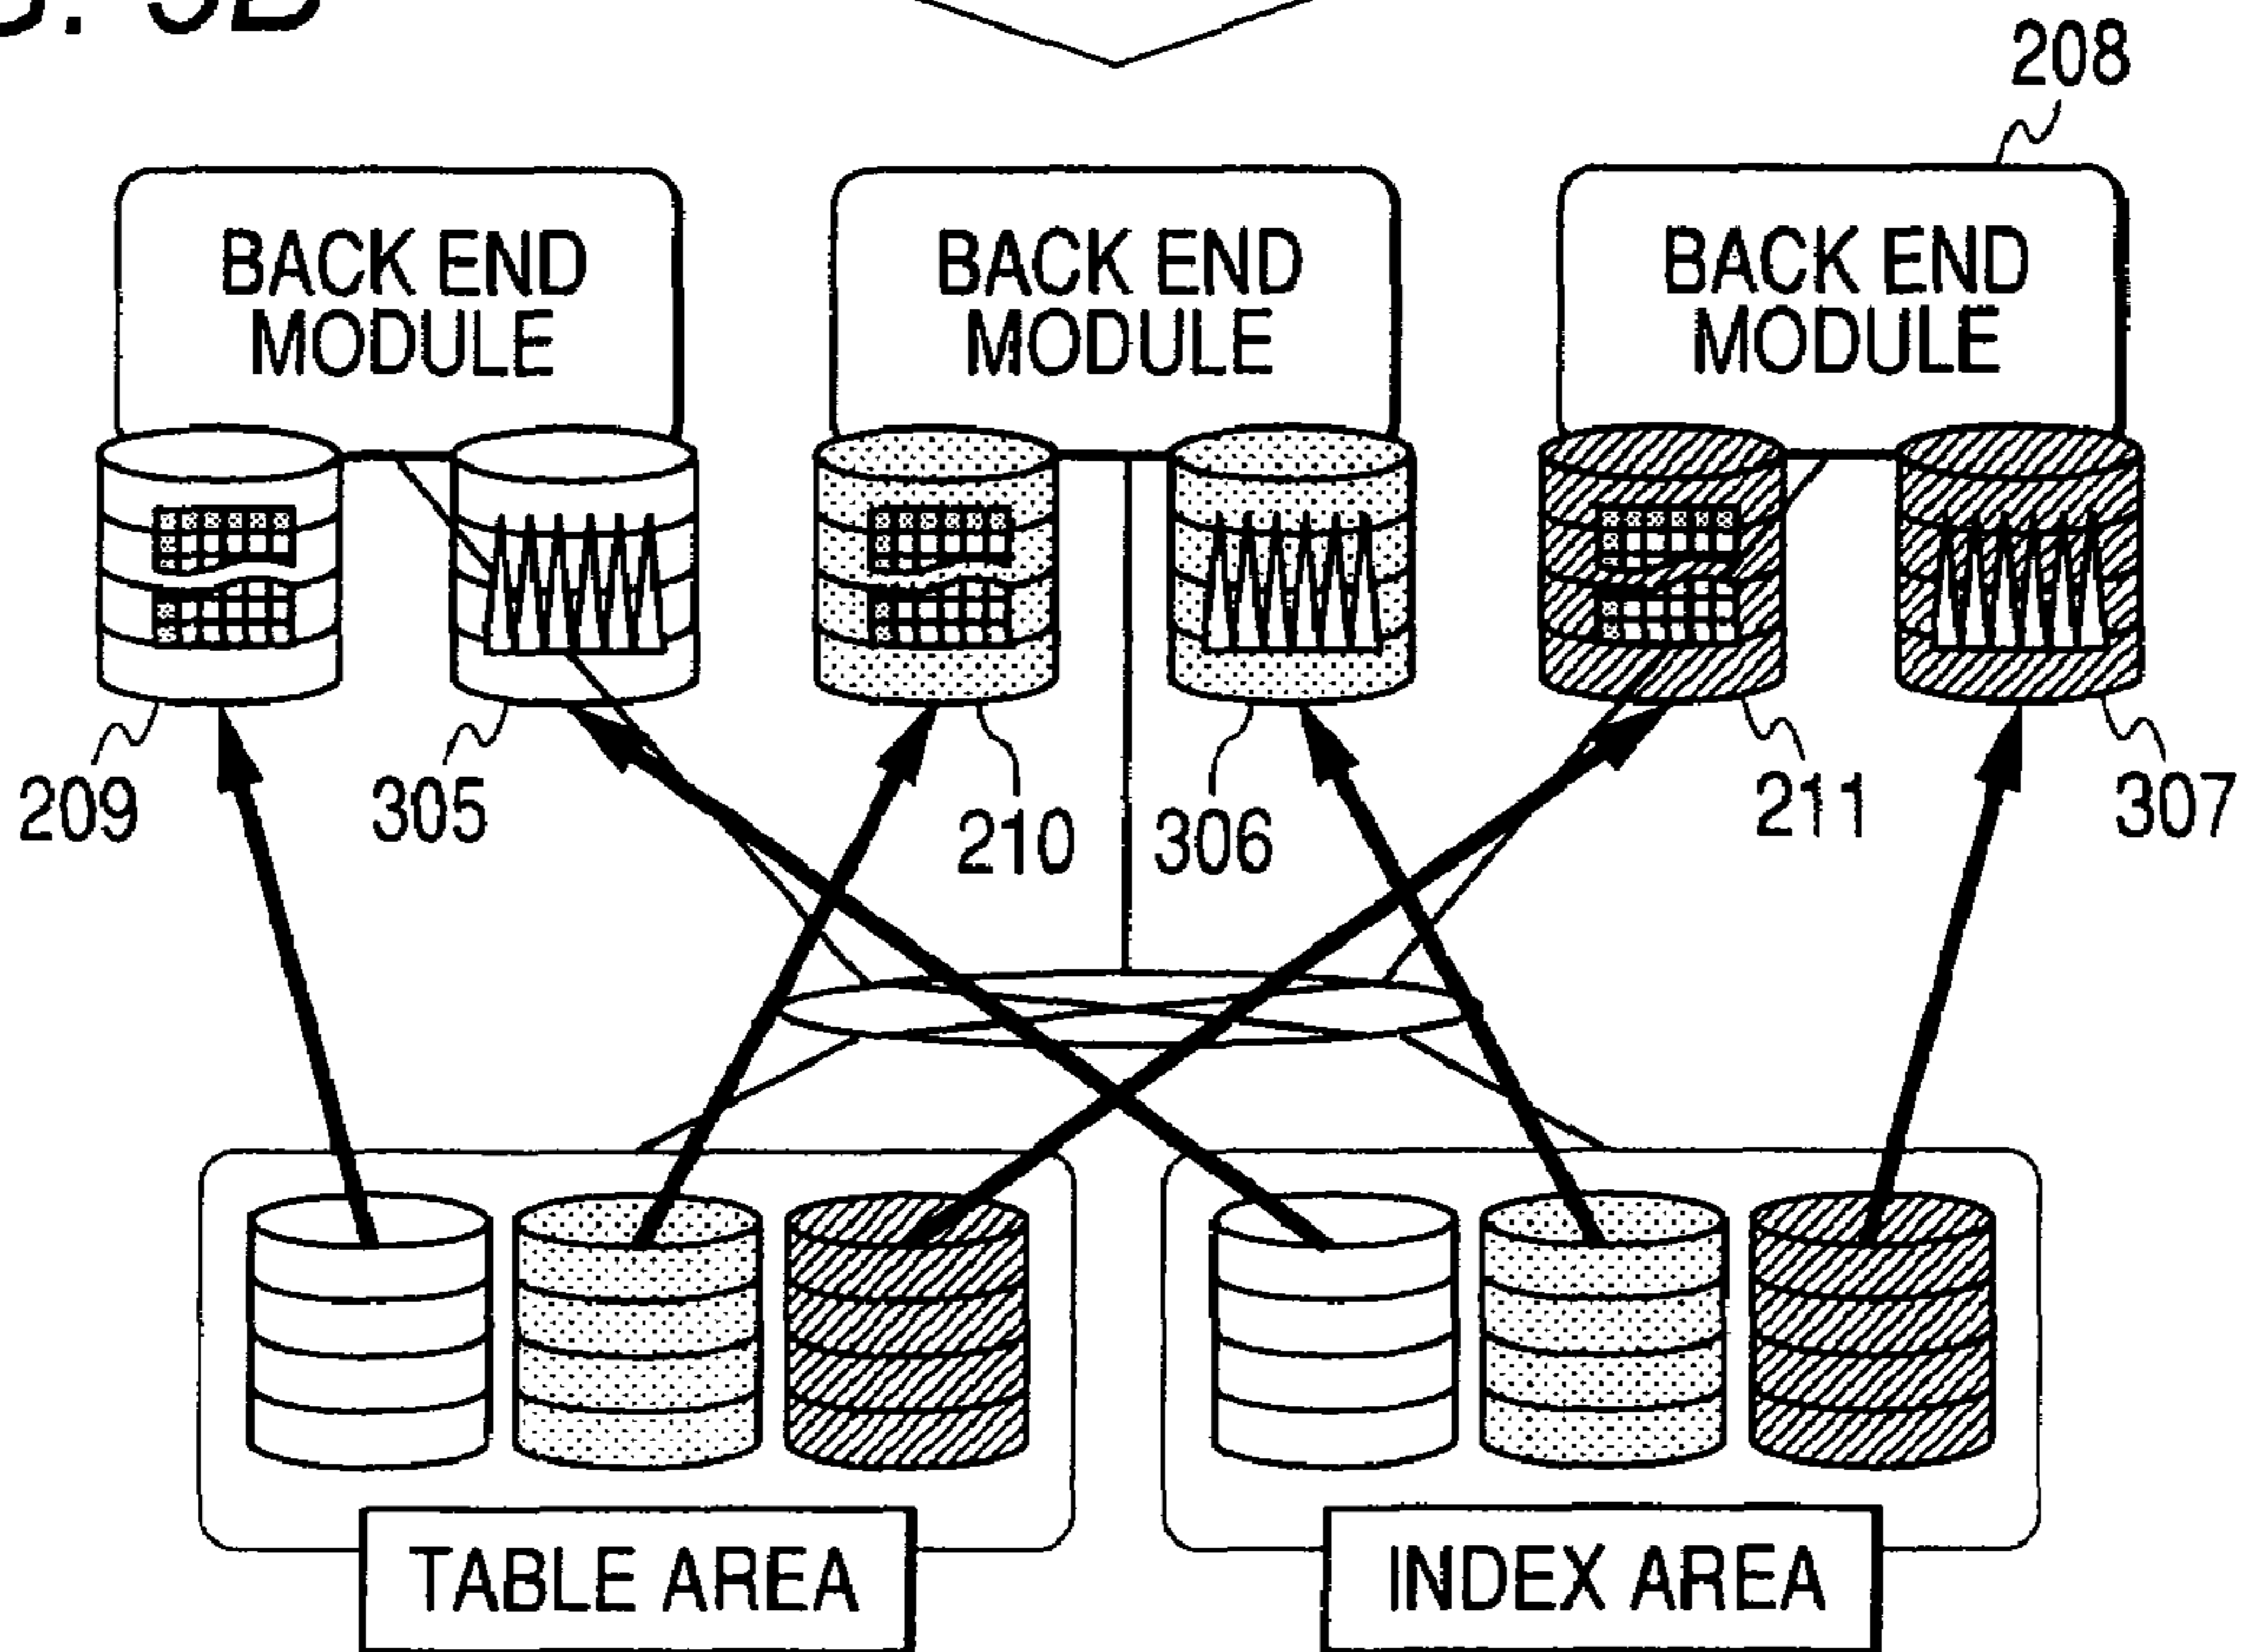 208
BACK END
MODULE
BACK END
MODULE
BACK END
MODULE
209
305
210
306
211
307
TABLE AREA
INDEX AREA